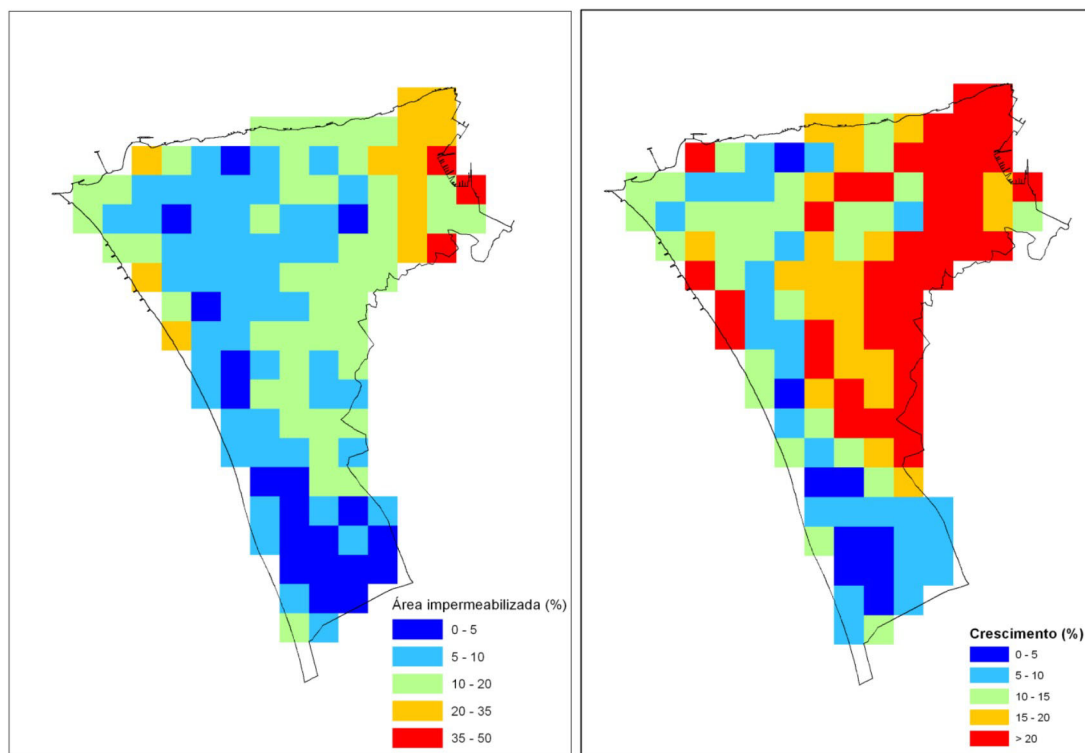 Área impermeabilizada (%)
0 - 5
5 - 10
10 - 20
20 - 35
35 - 50
Crescimento (%)
0 - 5
5 - 10
10 - 15
15 - 20
> 20